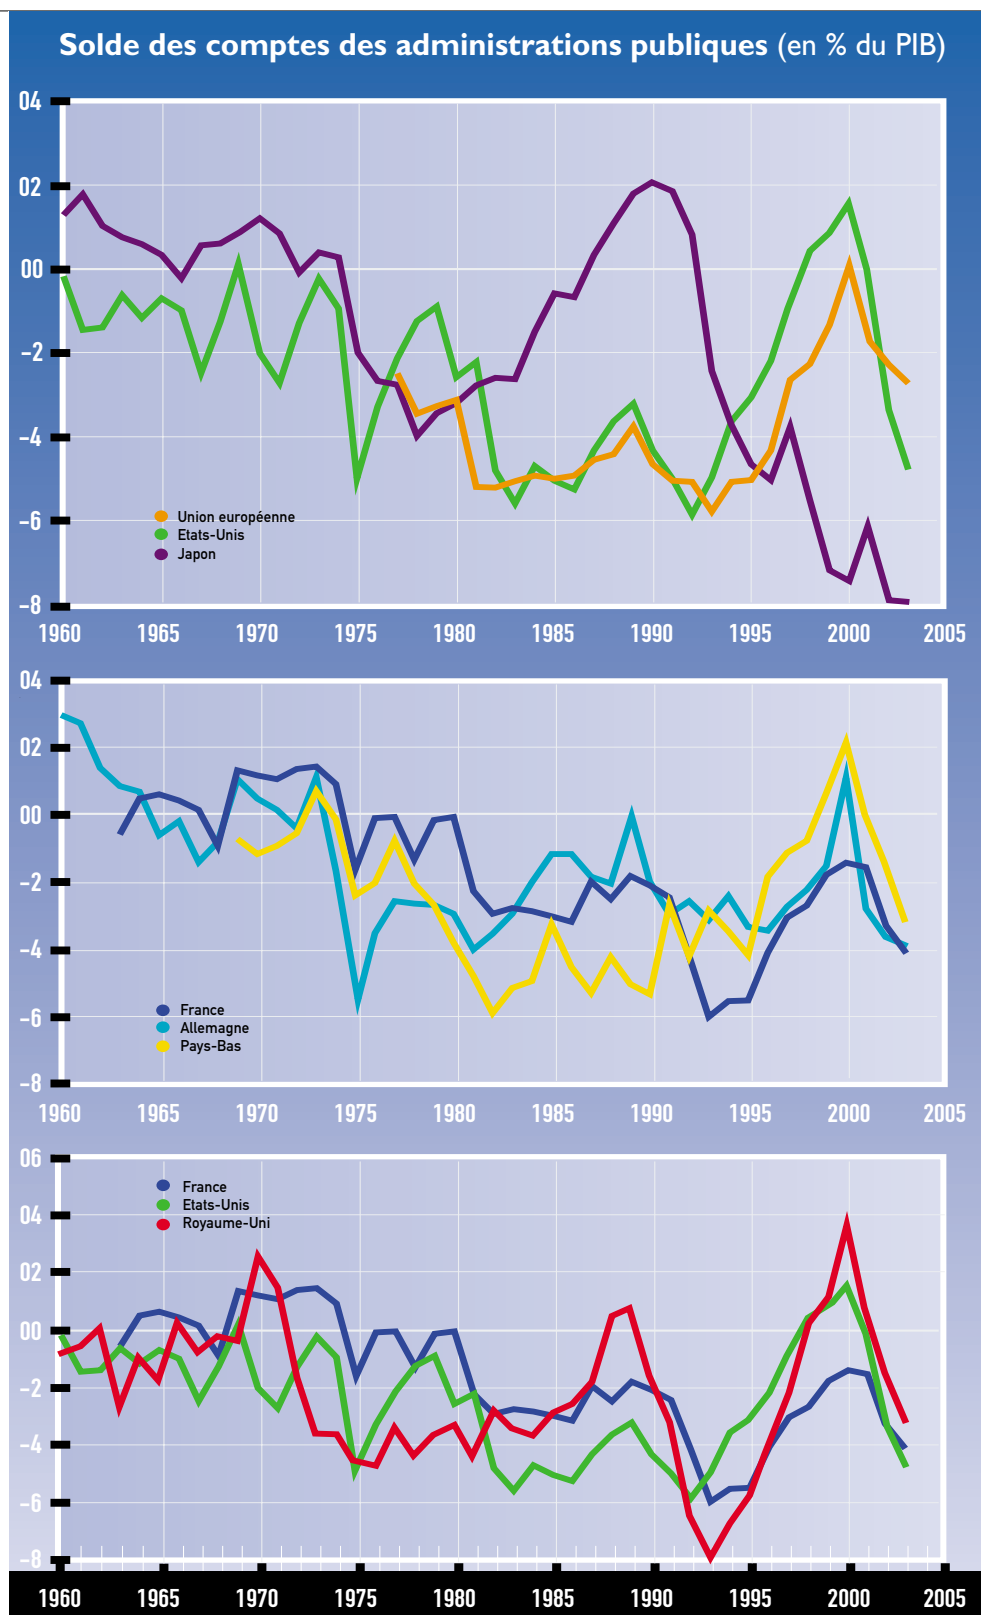 Solde des comptes des administrations publiques (en % du PIB)
04
02
00
–2
–4
–6
–8
Union européenne
Etats-Unis
Japon
1960 1965 1970 1975 1980 1985 1990 1995 2000 2005
04
02
00
–2
–4
–6
–8
France
Allemagne
Pays-Bas
1960 1965 1970 1975 1980 1985 1990 1995 2000 2005
06
04
02
00
–2
–4
–6
–8
France
Etats-Unis
Royaume-Uni
1960 1965 1970 1975 1980 1985 1990 1995 2000 2005